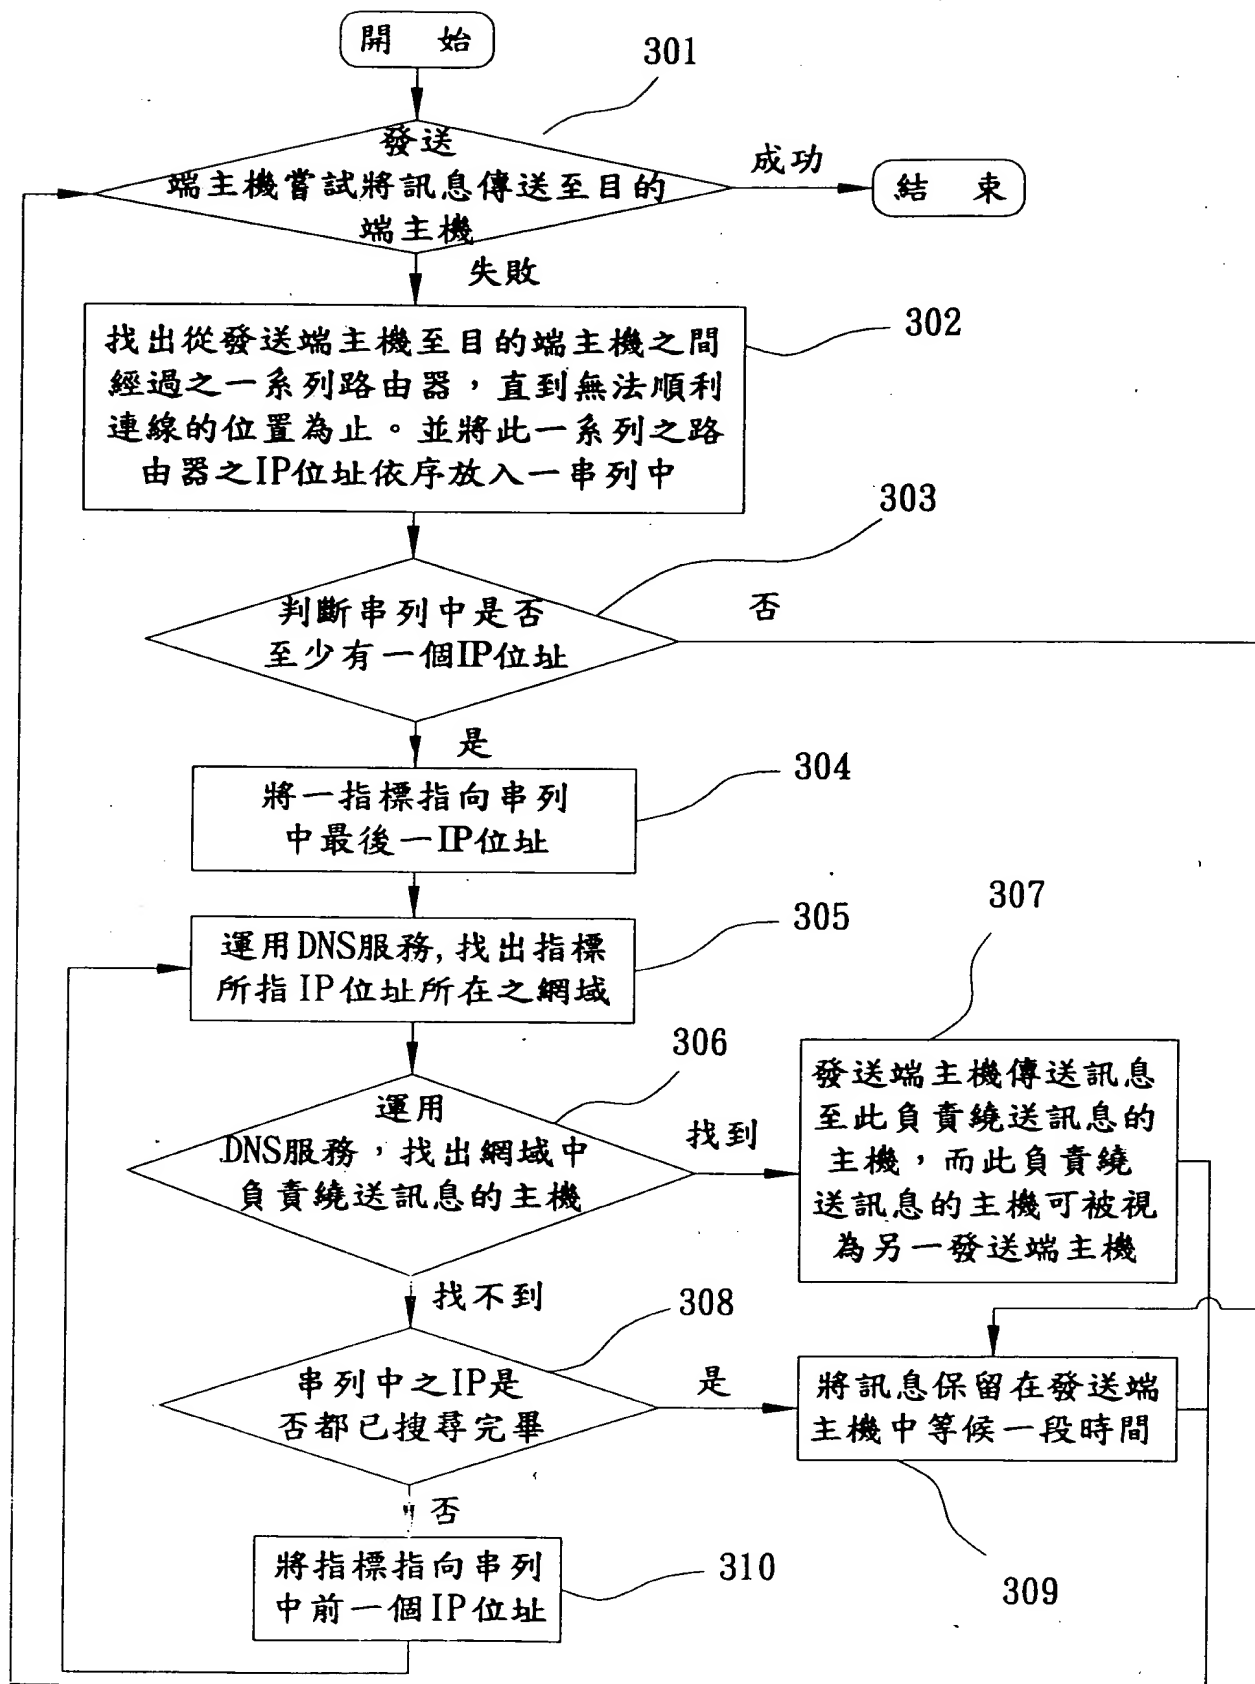 開 始
301
發送
端主機嘗試將訊息傳送至目的
端主機
成功
結 束
失敗
302
找出從發送端主機至目的端主機之間
經過之一系列路由器，直到無法順利
連線的位置為止。並將此一系列之路
由器之IP位址依序放入一串列中
303
判斷串列中是否
至少有一個IP位址
否
是
304
將一指標指向串列
中最後一IP位址
305
運用DNS服務,找出指標
所指IP位址所在之網域
306
運用
DNS服務，找出網域中
負責繞送訊息的主機
找到
307
發送端主機傳送訊息
至此負責繞送訊息的
主機，而此負責繞
送訊息的主機可被視
為另一發送端主機
找不到
308
串列中之IP是
否都已搜尋完畢
是
將訊息保留在發送端
主機中等候一段時間
309
否
310
將指標指向串列
中前一個IP位址